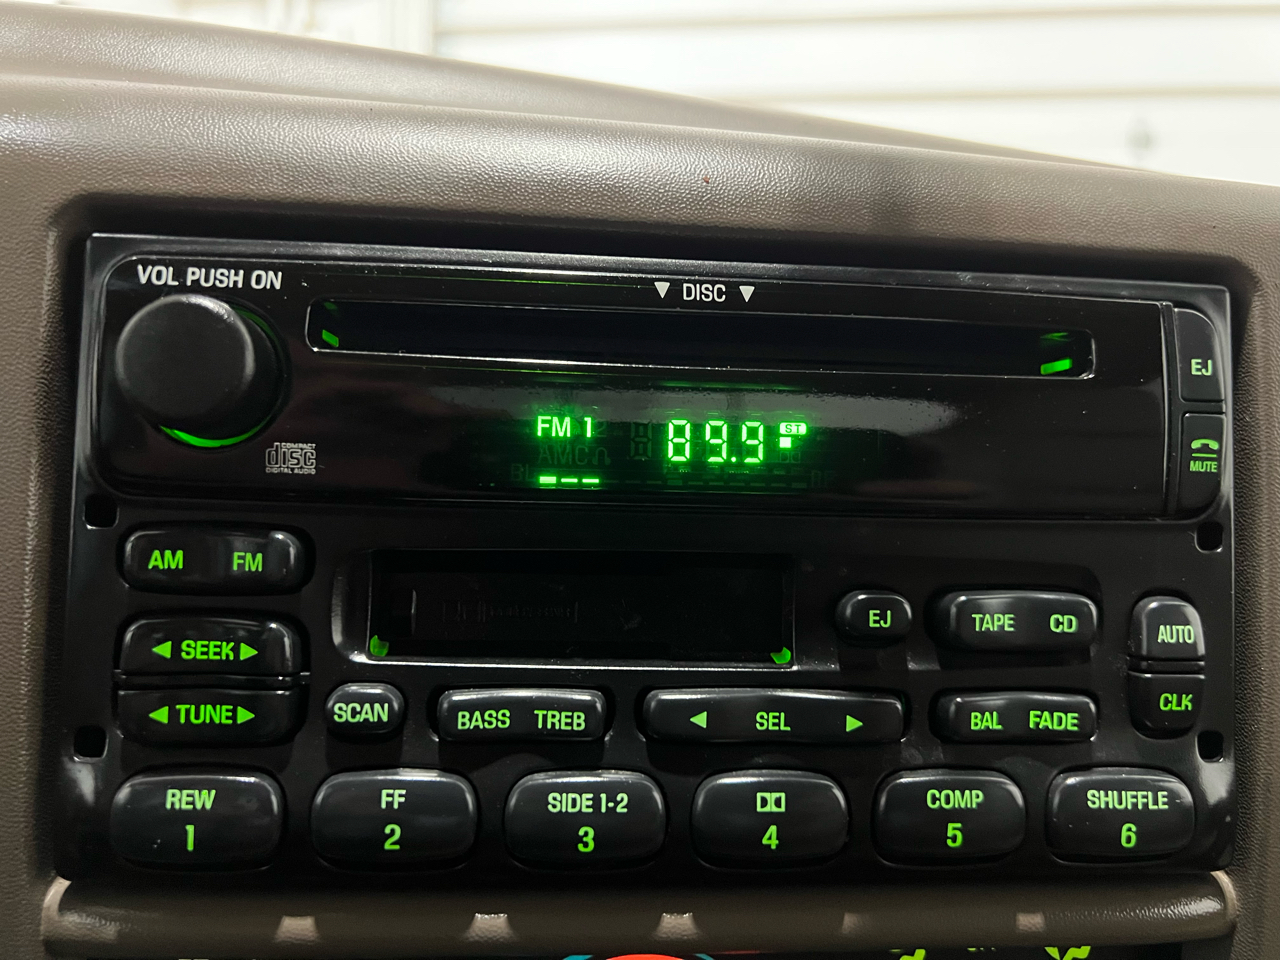 VOL PUSH ON
▼ DISC ▼
EJ
FM 1
89.9 ST
COMPACT
disc
DIGITAL AUDIO
MUTE
AM FM
◀ SEEK ▶
EJ
TAPE CD
AUTO
◀ TUNE ▶
SCAN
BASS TREB
◀ SEL ▶
BAL FADE
CLK
REW
1
FF
2
SIDE 1-2
3
4
COMP
5
SHUFFLE
6